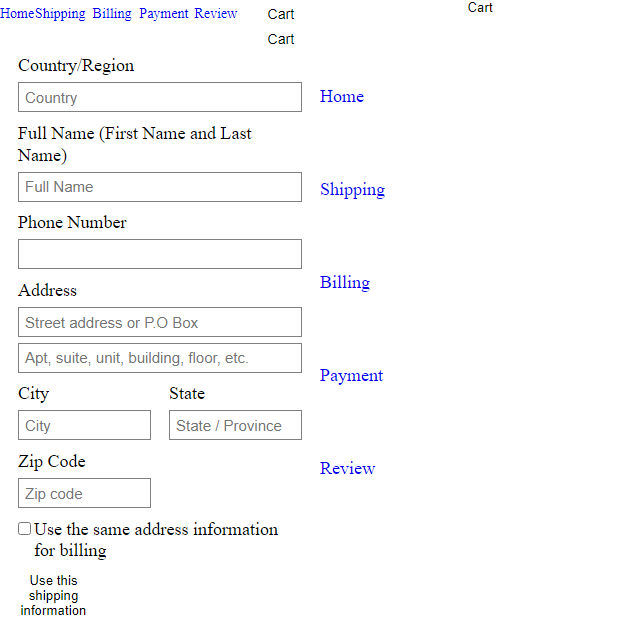 HomeShipping Billing Payment Review Cart
Cart
Cart
Country/Region
Country
Full Name (First Name and Last
Name)
Full Name
Phone Number
Address
Street address or P.O Box
Apt, suite, unit, building, floor, etc.
City State
City State / Province
Zip Code
Zip code
Use the same address information
for billing
Use this
shipping
information
Home
Shipping
Billing
Payment
Review